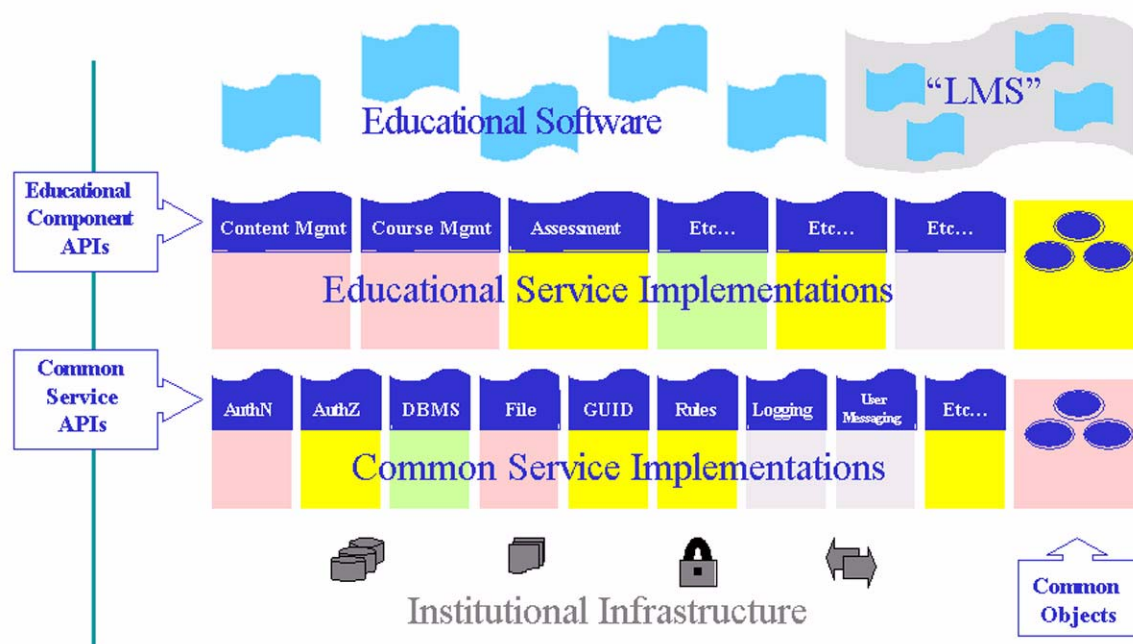 “LMS”
Educational Software
Educational
Component
APIs
Content Mgmt
Course Mgmt
Assessment
Etc…
Etc…
Etc…
Educational Service Implementations
Common
Service
APIs
AuthN
AuthZ
DBMS
File
GUID
Rules
Logging
User
Messaging
Etc…
Common Service Implementations
Institutional Infrastructure
Common
Objects